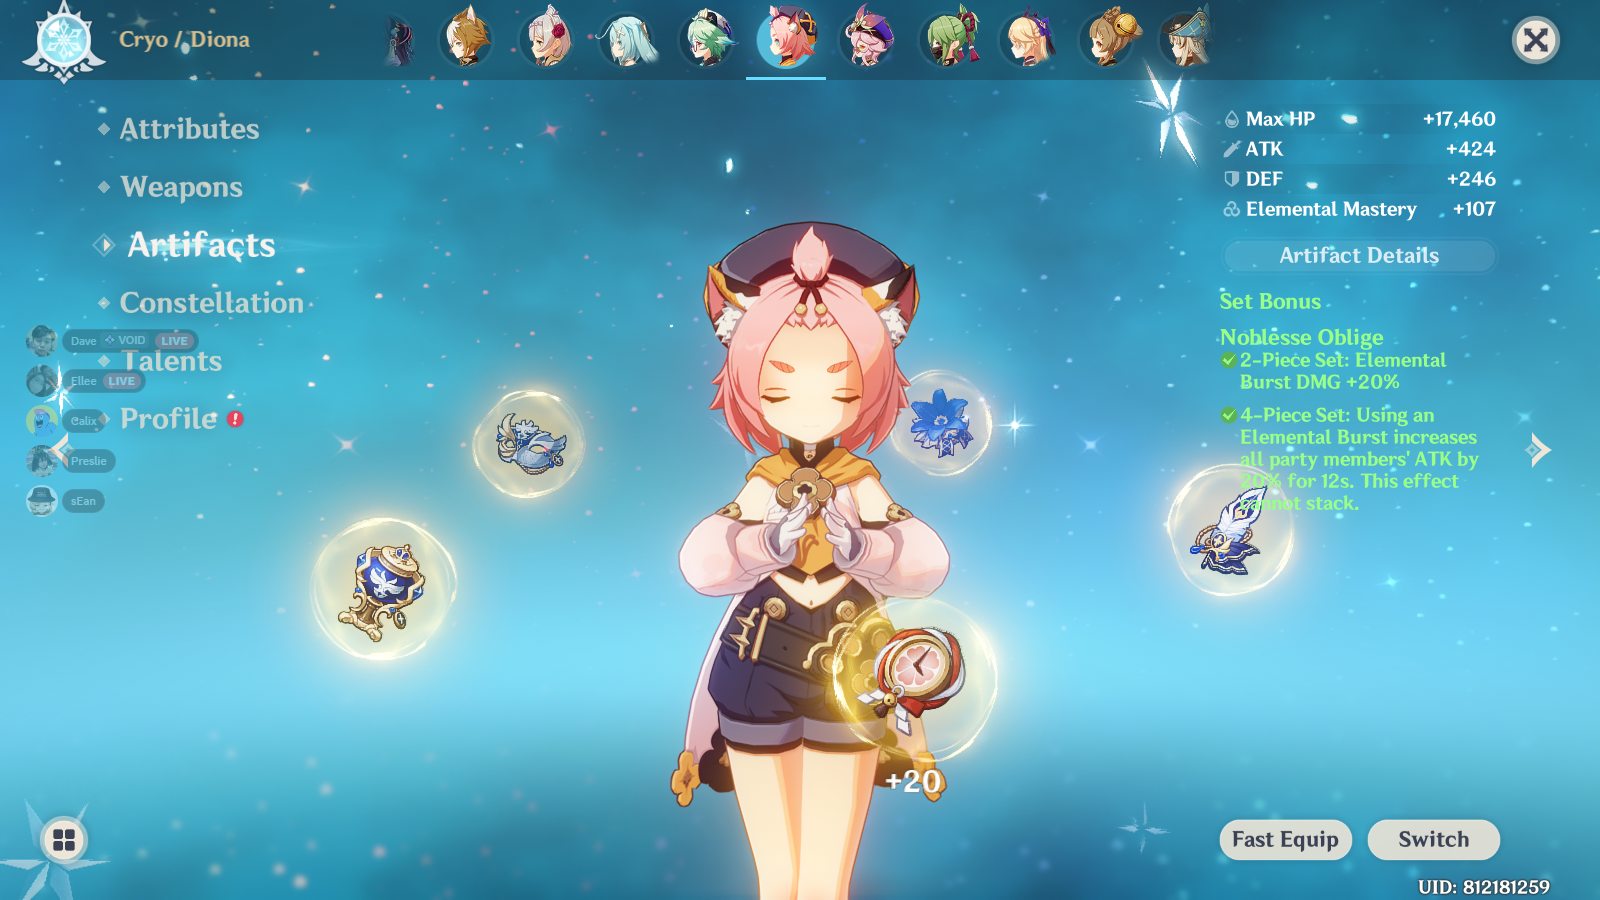 Cryo / Diona
Attributes
Weapons
Artifacts
Constellation
Talents
Profile
Dave VOID LIVE
Ellee LIVE
Calix
Preslie
sEan
Max HP +17,460
ATK +424
DEF +246
Elemental Mastery +107
Artifact Details
Set Bonus
Noblesse Oblige
2-Piece Set: Elemental
Burst DMG +20%
4-Piece Set: Using an
Elemental Burst increases
all party members' ATK by
20% for 12s. This effect
cannot stack.
+20
Fast Equip
Switch
UID: 812181259